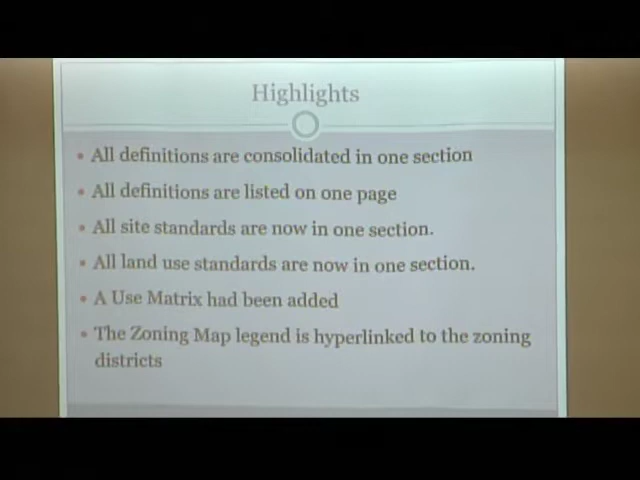 Highlights
• All definitions are consolidated in one section
• All definitions are listed on one page
• All site standards are now in one section.
• All land use standards are now in one section.
• A Use Matrix had been added
• The Zoning Map legend is hyperlinked to the zoning
districts